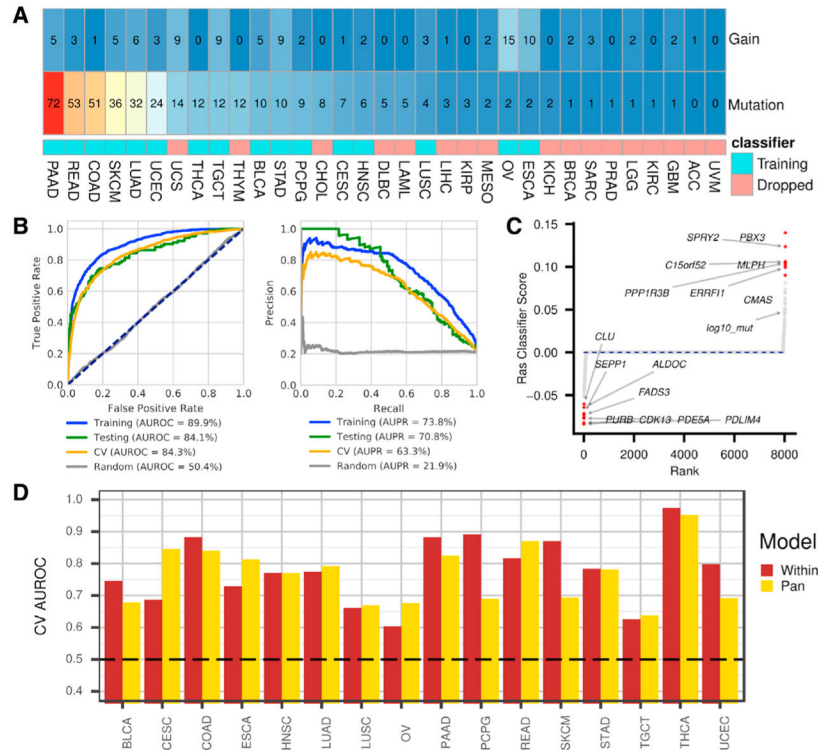 A
5 3 1 5 6 3 9 0 9 0 5 9 2 0 1 2 0 0 3 1 0 2 15 10 0 2 3 0 2 0 2 1 0 Gain
72 53 51 36 32 24 14 12 12 12 10 10 9 8 7 6 5 5 4 3 3 2 2 2 2 1 1 1 1 1 1 0 0 Mutation
PAAD READ COAD SKCM LUAD UCEC UCS THCA TGCT THYM BLCA STAD PCPG CHOL CESC HNSC DLBC LAML LUSC LIHC KIRP MESO OV ESCA KICH BRCA SARC PRAD LGG KIRC GBM ACC UVM
classifier
Training
Dropped
B
True Positive Rate
1.0
0.8
0.6
0.4
0.2
0.0
0.0 0.2 0.4 0.6 0.8 1.0
False Positive Rate
Training (AUROC = 89.9%)
Testing (AUROC = 84.1%)
CV (AUROC = 84.3%)
Random (AUROC = 50.4%)
Precision
1.0
0.8
0.6
0.4
0.2
0.0
0.0 0.2 0.4 0.6 0.8 1.0
Recall
Training (AUPR = 73.8%)
Testing (AUPR = 70.8%)
CV (AUPR = 63.3%)
Random (AUPR = 21.9%)
C
Ras Classifier Score
0.15
0.10
0.05
0.00
−0.05
SPRY2 PBX3
C15orf52 MLPH
PPP1R3B ERRFI1
CMAS
log10_mut
CLU
SEPP1 ALDOC
FADS3
PURB CDK13 PDE5A PDLIM4
0 2000 4000 6000 8000
Rank
D
CV AUROC
1.0
0.9
0.8
0.7
0.6
0.5
0.4
BLCA CESC COAD ESCA HNSC LUAD LUSC OV PAAD PCPG READ SKCM STAD TGCT THCA UCEC
Model
Within
Pan